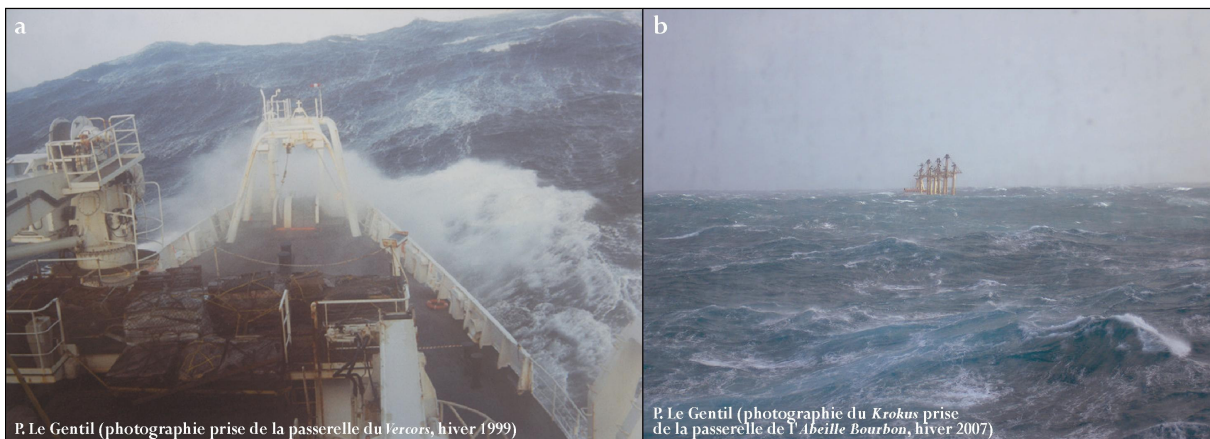 a
P. Le Gentil (photographie prise de la passerelle du Vercors, hiver 1999)
b
P. Le Gentil (photographie du Krokus prise
de la passerelle de l'Abeille Bourbon, hiver 2007)